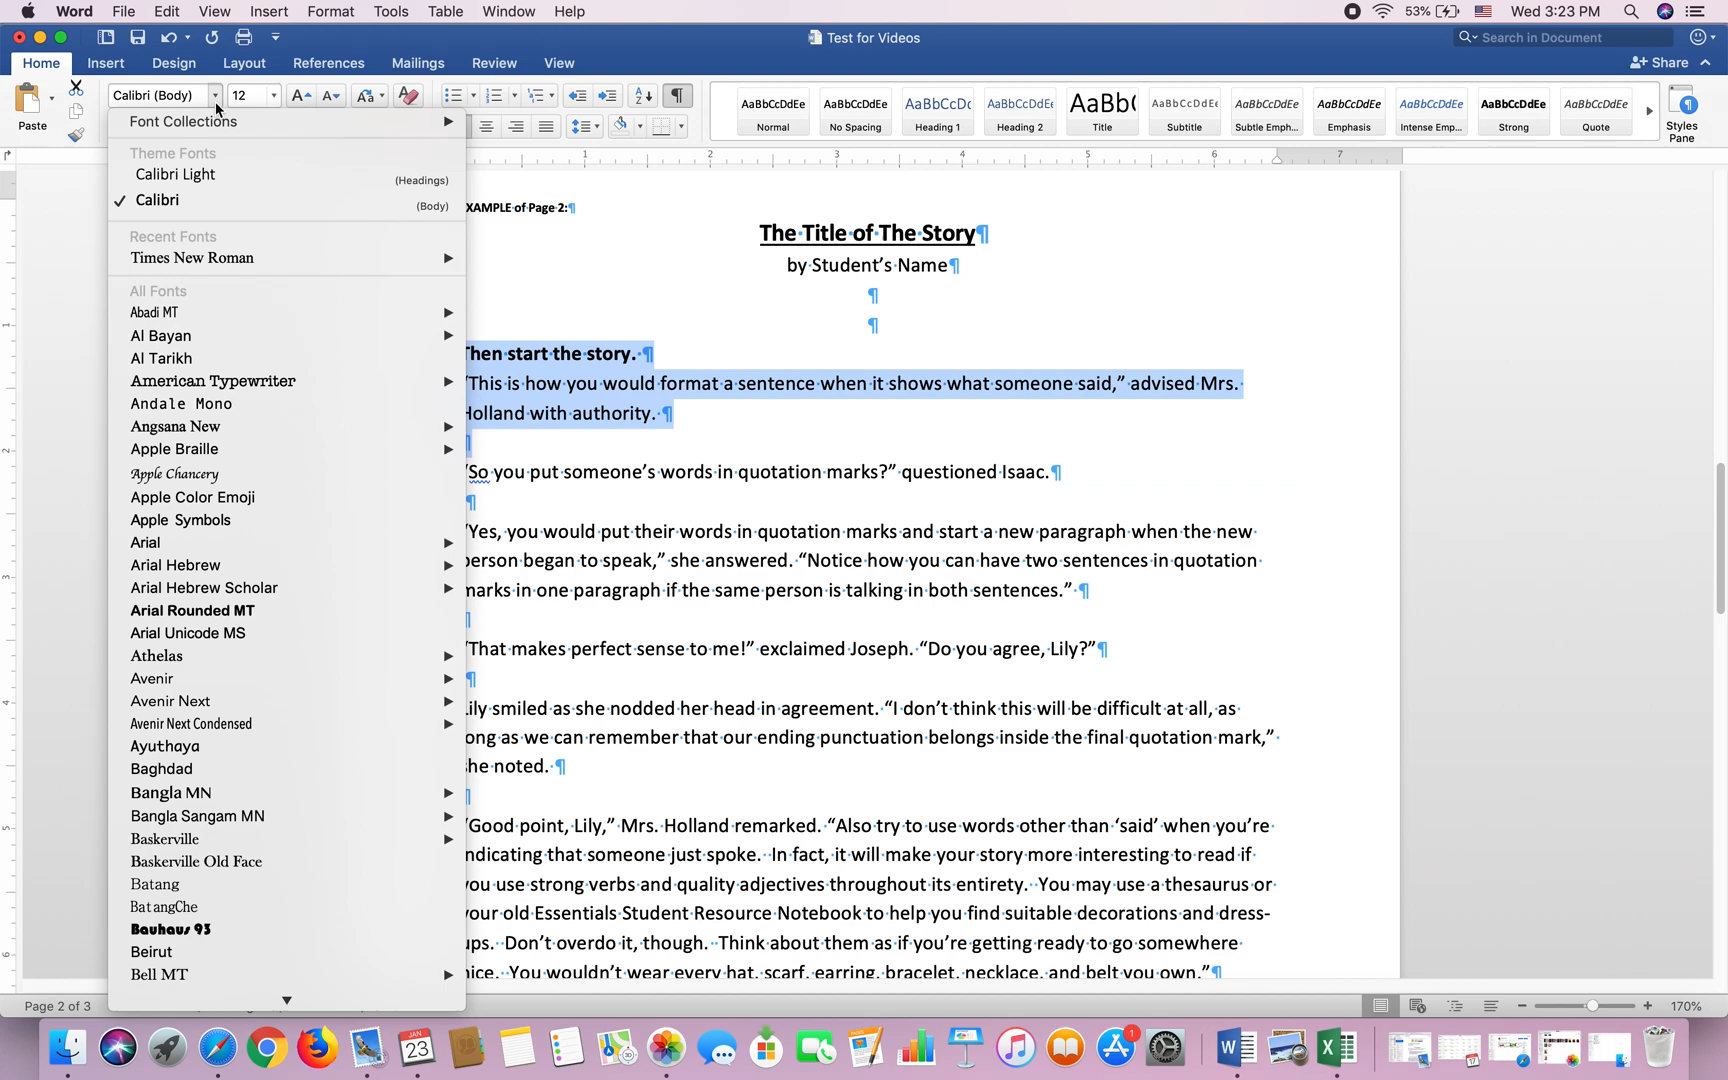 Word File Edit View Insert Format Tools Table Window Help 53% Wed 3:23 PM
Test for Videos Search in Document
Home Insert Design Layout References Mailings Review View Share
Paste Calibri (Body) 12
AaBbCcDdEe AaBbCcDdEe AaBbCcDc AaBbCcDdEe AaBb( AaBbCcDdEe AaBbCcDdEe AaBbCcDdEe AaBbCcDdEe AaBbCcDdEe AaBbCcDdEe
Normal No Spacing Heading 1 Heading 2 Title Subtitle Subtle Emph... Emphasis Intense Emp... Strong Quote Styles Pane
1 2 3 4 5 6 7
Font Collections
Theme Fonts
Calibri Light (Headings)
✓ Calibri (Body)
Recent Fonts
Times New Roman
All Fonts
Abadi MT
Al Bayan
Al Tarikh
American Typewriter
Andale Mono
Angsana New
Apple Braille
Apple Chancery
Apple Color Emoji
Apple Symbols
Arial
Arial Hebrew
Arial Hebrew Scholar
Arial Rounded MT
Arial Unicode MS
Athelas
Avenir
Avenir Next
Avenir Next Condensed
Ayuthaya
Baghdad
Bangla MN
Bangla Sangam MN
Baskerville
Baskerville Old Face
Batang
BatangChe
Bauhaus 93
Beirut
Bell MT
XAMPLE of Page 2:¶
The Title of The Story¶
by Student’s Name¶
¶
¶
Then start the story. ¶
“This is how you would format a sentence when it shows what someone said,” advised Mrs.
Holland with authority. ¶
¶
“So you put someone’s words in quotation marks?” questioned Isaac.¶
¶
“Yes, you would put their words in quotation marks and start a new paragraph when the new
person began to speak,” she answered. “Notice how you can have two sentences in quotation
marks in one paragraph if the same person is talking in both sentences.” ¶
¶
“That makes perfect sense to me!” exclaimed Joseph. “Do you agree, Lily?”¶
¶
Lily smiled as she nodded her head in agreement. “I don’t think this will be difficult at all, as
long as we can remember that our ending punctuation belongs inside the final quotation mark,”
she noted. ¶
¶
“Good point, Lily,” Mrs. Holland remarked. “Also try to use words other than ‘said’ when you’re
indicating that someone just spoke.  In fact, it will make your story more interesting to read if
you use strong verbs and quality adjectives throughout its entirety.  You may use a thesaurus or
your old Essentials Student Resource Notebook to help you find suitable decorations and dress-
ups.  Don’t overdo it, though.  Think about them as if you’re getting ready to go somewhere
nice.  You wouldn’t wear every hat, scarf, earring, bracelet, necklace, and belt you own.”¶
Page 2 of 3 170%
JAN 23 1